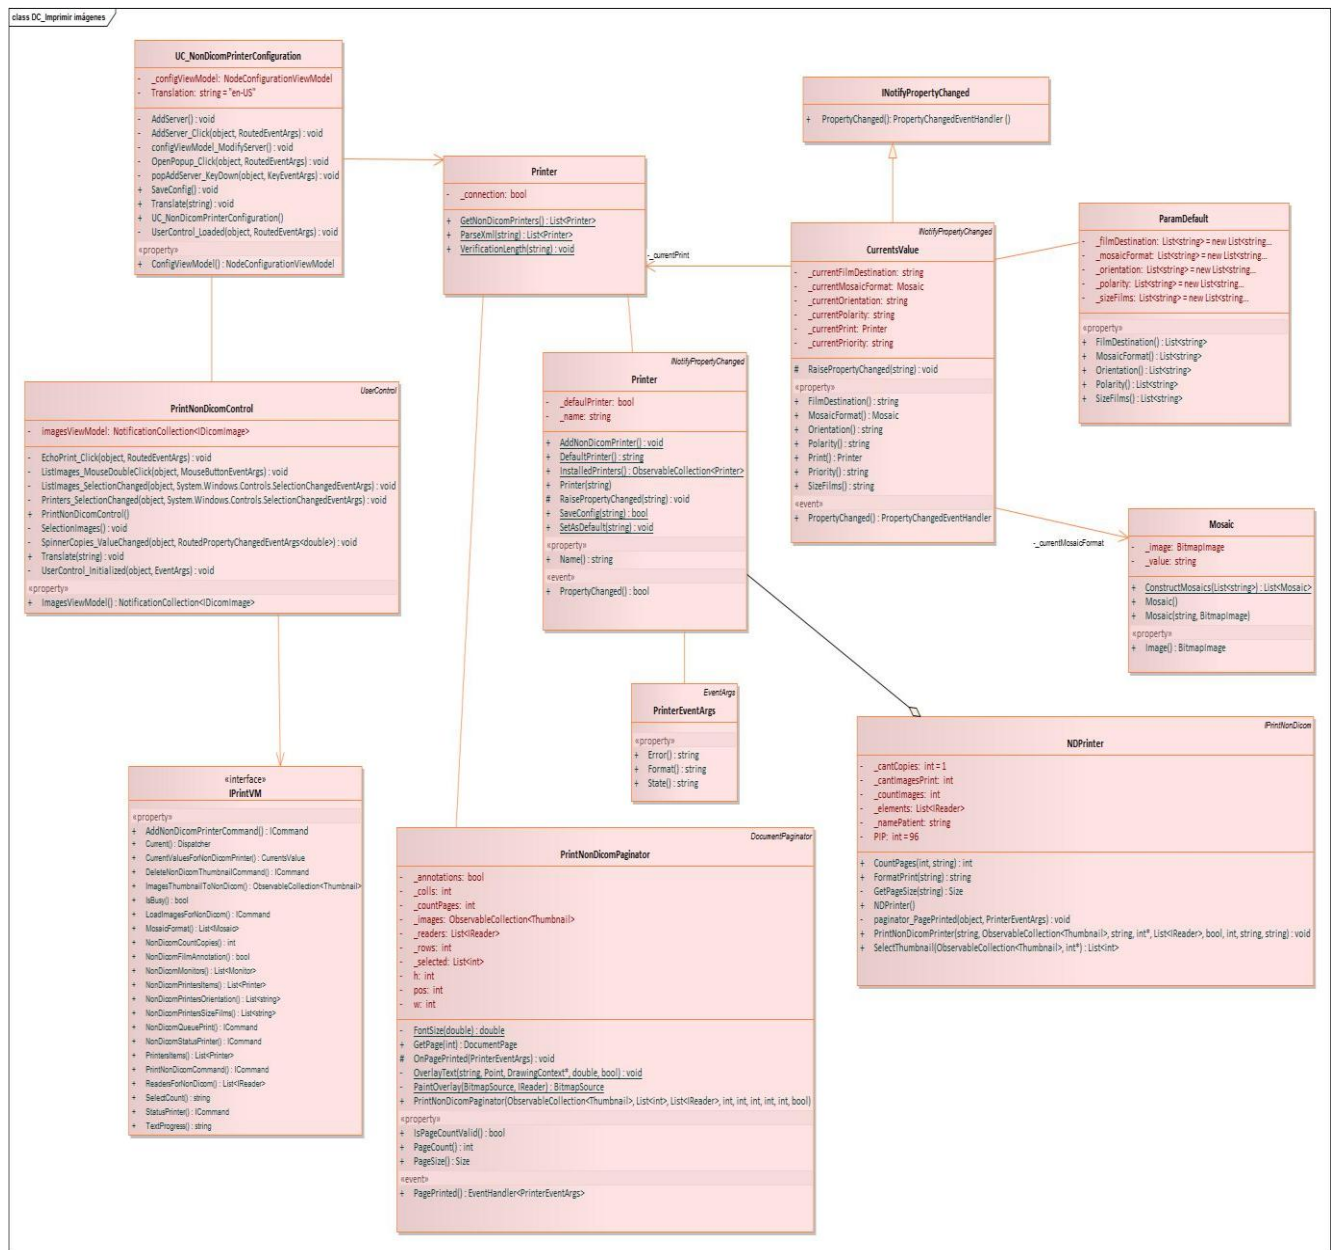 class DC_Imprimir imágenes
UC_NonDicomPrinterConfiguration
- _configViewModel: NodeConfigurationViewModel
- Translation: string = "en-US"
- AddServer() : void
- AddServer_Click(object, RoutedEventArgs) : void
- configViewModel_ModifyServer() : void
- OpenPopup_Click(object, RoutedEventArgs) : void
- popAddServer_KeyDown(object, KeyEventArgs) : void
+ SaveConfig() : void
+ Translate(string) : void
+ UC_NonDicomPrinterConfiguration()
- UserControl_Loaded(object, RoutedEventArgs) : void
«property»
+ ConfigViewModel() : NodeConfigurationViewModel
INotifyPropertyChanged
+ PropertyChanged(): PropertyChangedEventHandler ()
Printer
- _connection: bool
+ GetNonDicomPrinters() : List<Printer>
+ ParseXml(string) : List<Printer>
+ VerificationLength(string) : void
-_currentPrint
INotifyPropertyChanged
CurrentsValue
- _currentFilmDestination: string
- _currentMosaicFormat: Mosaic
- _currentOrientation: string
- _currentPolarity: string
- _currentPrint: Printer
- _currentPriority: string
# RaisePropertyChanged(string) : void
«property»
+ FilmDestination() : string
+ MosaicFormat() : Mosaic
+ Orientation() : string
+ Polarity() : string
+ Print() : Printer
+ Priority() : string
+ SizeFilms() : string
«event»
+ PropertyChanged() : PropertyChangedEventHandler
ParamDefault
- _filmDestination: List<string> = new List<string...
- _mosaicFormat: List<string> = new List<string...
- _orientation: List<string> = new List<string...
- _polarity: List<string> = new List<string...
- _sizeFilms: List<string> = new List<string...
«property»
+ FilmDestination() : List<string>
+ MosaicFormat() : List<string>
+ Orientation() : List<string>
+ Polarity() : List<string>
+ SizeFilms() : List<string>
UserControl
PrintNonDicomControl
- imagesViewModel: NotificationCollection<IDicomImage>
- EchoPrint_Click(object, RoutedEventArgs) : void
- ListImages_MouseDoubleClick(object, MouseButtonEventArgs) : void
- ListImages_SelectionChanged(object, System.Windows.Controls.SelectionChangedEventArgs) : void
- Printers_SelectionChanged(object, System.Windows.Controls.SelectionChangedEventArgs) : void
+ PrintNonDicomControl()
- SelectionImages() : void
- SpinnerCopies_ValueChanged(object, RoutedPropertyChangedEventArgs<double>) : void
+ Translate(string) : void
- UserControl_Initialized(object, EventArgs) : void
«property»
+ ImagesViewModel() : NotificationCollection<IDicomImage>
INotifyPropertyChanged
Printer
- _defaulPrinter: bool
- _name: string
+ AddNonDicomPrinter() : void
+ DefaultPrinter() : string
+ InstalledPrinters() : ObservableCollection<Printer>
+ Printer(string)
# RaisePropertyChanged(string) : void
+ SaveConfig(string) : bool
+ SetAsDefault(string) : void
«property»
+ Name() : string
«event»
+ PropertyChanged() : bool
-_currentMosaicFormat
Mosaic
- _image: BitmapImage
- _value: string
+ ConstructMosaics(List<string>) : List<Mosaic>
+ Mosaic()
+ Mosaic(string, BitmapImage)
«property»
+ Image() : BitmapImage
EventArgs
PrinterEventArgs
«property»
+ Error() : string
+ Format() : string
+ State() : string
IPrintNonDicom
NDPrinter
- _cantCopies: int = 1
- _cantImagesPrint: int
- _countImages: int
- _elements: List<IReader>
- _namePatient: string
- PIP: int = 96
+ CountPages(int, string) : int
+ FormatPrint(string) : string
- GetPageSize(string) : Size
+ NDPrinter()
- paginator_PagePrinted(object, PrinterEventArgs) : void
+ PrintNonDicomPrinter(string, ObservableCollection<Thumbnail>, string, int*, List<IReader>, bool, int, string, string) : void
+ SelectThumbnail(ObservableCollection<Thumbnail>, int*) : List<int>
«interface»
IPrintVM
«property»
+ AddNonDicomPrinterCommand() : ICommand
+ Current() : Dispatcher
+ CurrentValuesForNonDicomPrinter() : CurrentsValue
+ DeleteNonDicomThumbnailCommand() : ICommand
+ ImagesThumbnailToNonDicom() : ObservableCollection<Thumbnail>
+ IsBusy() : bool
+ LoadImagesForNonDicom() : ICommand
+ MosaicFormat() : List<Mosaic>
+ NonDicomCountCopies() : int
+ NonDicomFilmAnnotation() : bool
+ NonDicomMonitors() : List<Monitor>
+ NonDicomPrintersItems() : List<Printer>
+ NonDicomPrintersOrientation() : List<string>
+ NonDicomPrintersSizeFilms() : List<string>
+ NonDicomQueuePrint() : ICommand
+ NonDicomStatusPrinter() : ICommand
+ PrintersItems() : List<Printer>
+ PrintNonDicomCommand() : ICommand
+ ReadersForNonDicom() : List<IReader>
+ SelectCount() : string
+ StatusPrinter() : ICommand
+ TextProgress() : string
DocumentPaginator
PrintNonDicomPaginator
- _annotations: bool
- _colls: int
- _countPages: int
- _images: ObservableCollection<Thumbnail>
- _readers: List<IReader>
- _rows: int
- _selected: List<int>
- h: int
- pos: int
- w: int
- FontSize(double) : double
+ GetPage(int) : DocumentPage
# OnPagePrinted(PrinterEventArgs) : void
- OverlayText(string, Point, DrawingContext*, double, bool) : void
- PaintOverlay(BitmapSource, IReader) : BitmapSource
+ PrintNonDicomPaginator(ObservableCollection<Thumbnail>, List<int>, List<IReader>, int, int, int, int, int, bool)
«property»
+ IsPageCountValid() : bool
+ PageCount() : int
+ PageSize() : Size
«event»
+ PagePrinted() : EventHandler<PrinterEventArgs>